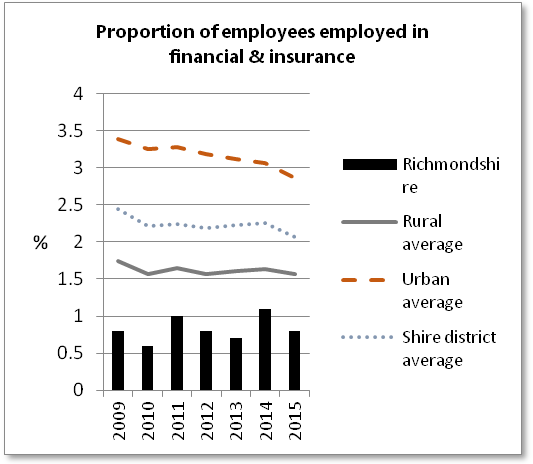 Proportion of employees employed in
financial & insurance
4
3.5
3
2.5
2
1.5
1
0.5
0
%
2009
2010
2011
2012
2013
2014
2015
Richmondshi
re
Rural
average
Urban
average
Shire district
average